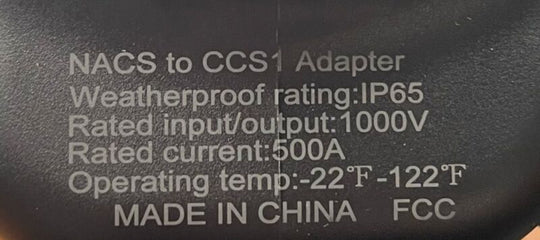 NACS to CCS1 Adapter
Weatherproof rating:IP65
Rated input/output:1000V
Rated current:500A
Operating temp:-22℉-122℉
MADE IN CHINA FCC